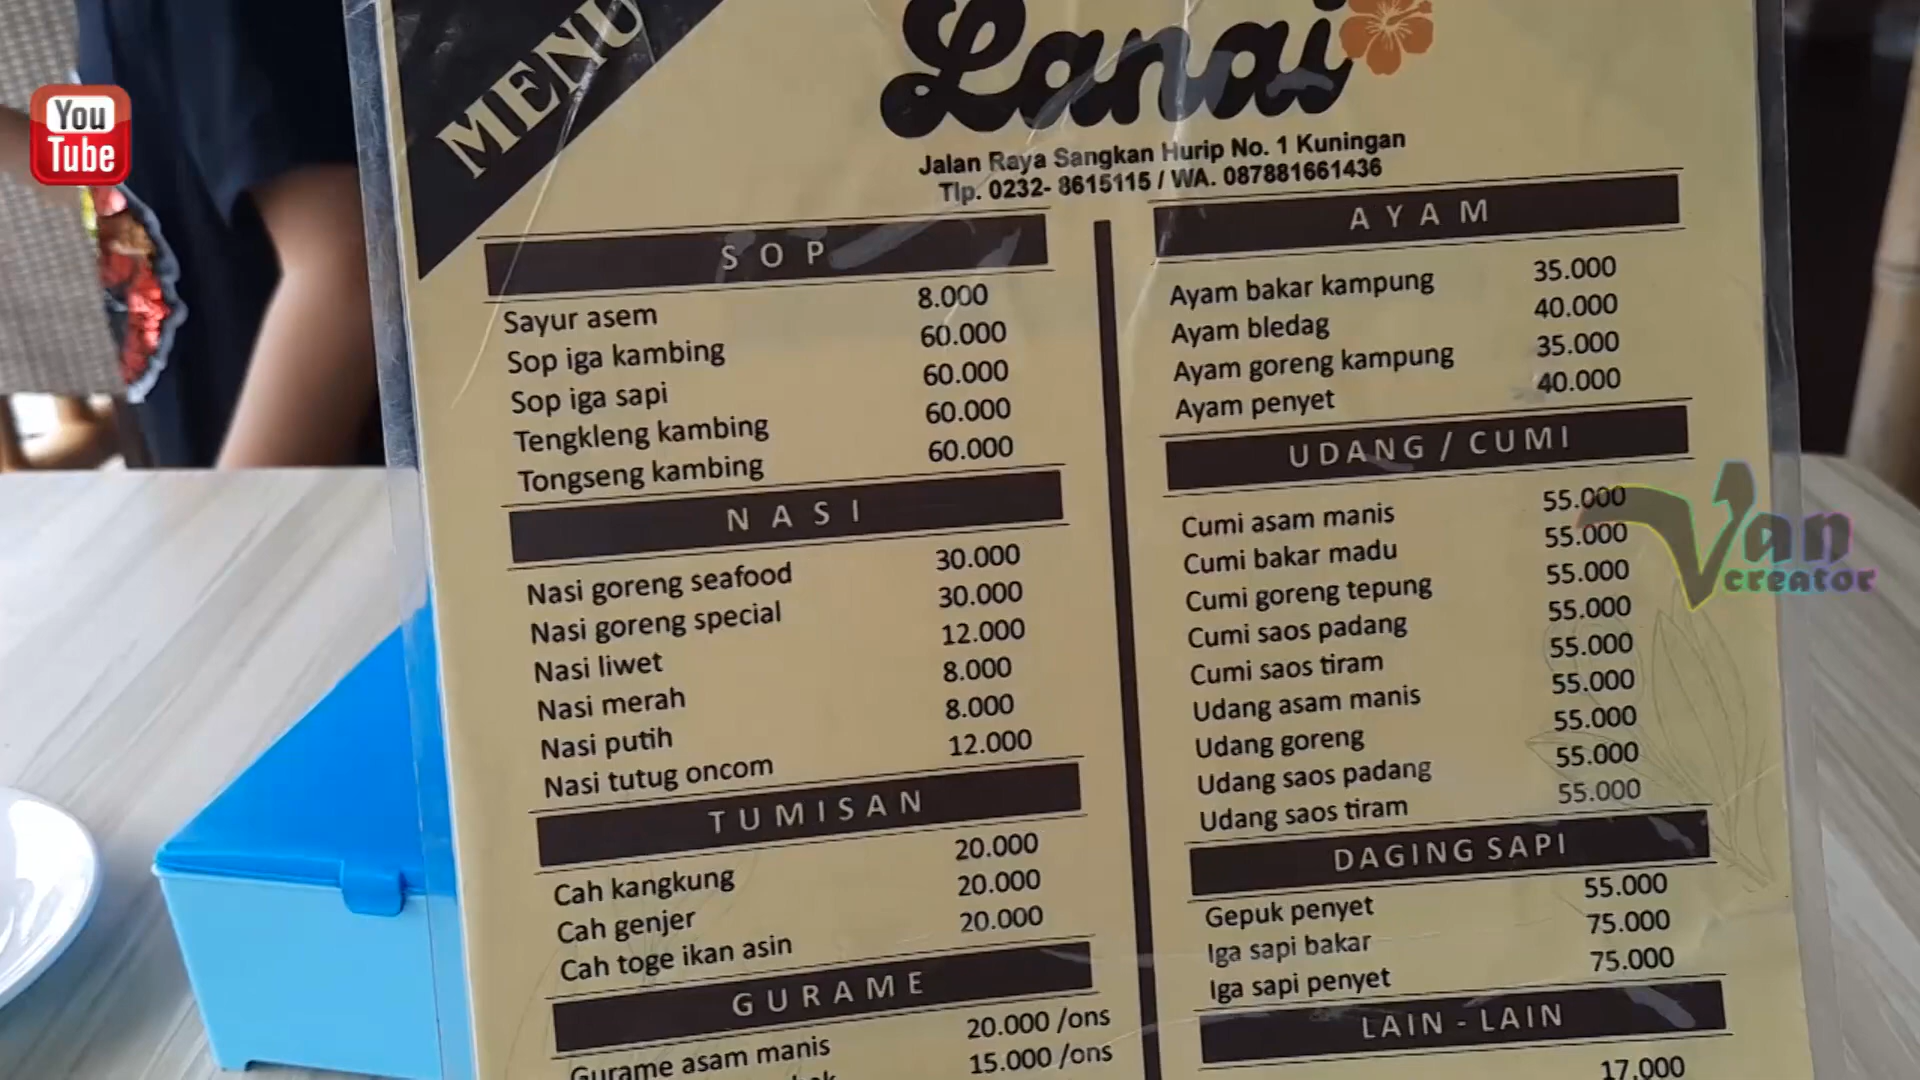 You
Tube
MENU
Lanai
Jalan Raya Sangkan Hurip No. 1 Kuningan
Tlp. 0232- 8615115 / WA. 087881661436
SOP
Sayur asem 8.000
Sop iga kambing 60.000
Sop iga sapi 60.000
Tengkleng kambing 60.000
Tongseng kambing 60.000
NASI
Nasi goreng seafood 30.000
Nasi goreng special 30.000
Nasi liwet 12.000
Nasi merah 8.000
Nasi putih 8.000
Nasi tutug oncom 12.000
TUMISAN
Cah kangkung 20.000
Cah genjer 20.000
Cah toge ikan asin 20.000
GURAME
Gurame asam manis 20.000 /ons
15.000 /ons
AYAM
Ayam bakar kampung 35.000
Ayam bledag 40.000
Ayam goreng kampung 35.000
Ayam penyet 40.000
UDANG / CUMI
Cumi asam manis 55.000
Cumi bakar madu 55.000
Cumi goreng tepung 55.000
Cumi saos padang 55.000
Cumi saos tiram 55.000
Udang asam manis 55.000
Udang goreng 55.000
Udang saos padang 55.000
Udang saos tiram 55.000
DAGING SAPI
Gepuk penyet 55.000
Iga sapi bakar 75.000
Iga sapi penyet 75.000
LAIN - LAIN
17.000
Van
creator